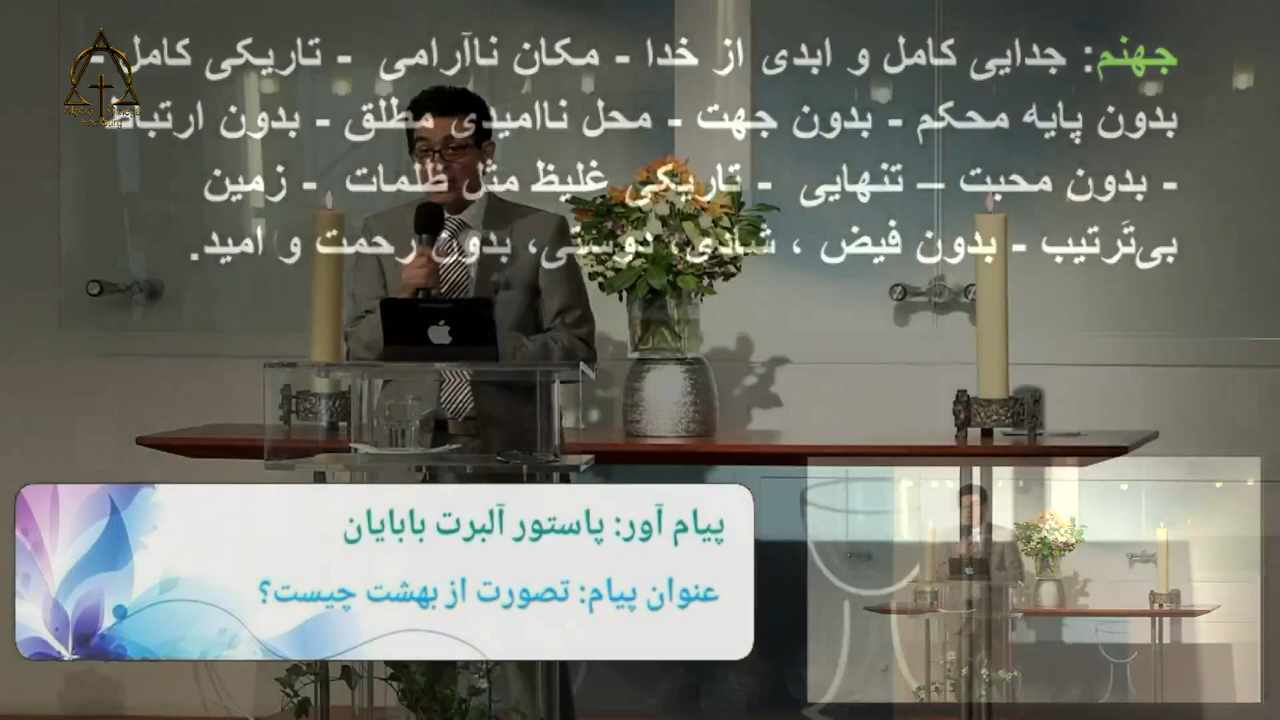 جهنم: جدایی کامل و ابدی از خدا - مکان ناآرامی - تاریکی کامل -
بدون پایه محکم - بدون جهت - محل ناامیدی مطلق - بدون ارتباط
- بدون محبت – تنهایی - تاریکی غلیظ مثل ظلمات - زمین
بی‌تَرتیب - بدون فیض ، شادی، دوستی، بدون رحمت و امید.
پیام آور: پاستور آلبرت بابایان
عنوان پیام: تصورت از بهشت چیست؟